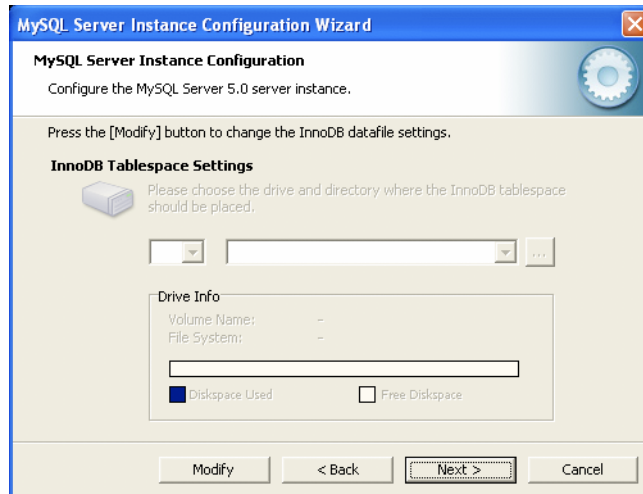 MySQL Server Instance Configuration Wizard
MySQL Server Instance Configuration
Configure the MySQL Server 5.0 server instance.
Press the [Modify] button to change the InnoDB datafile settings.
InnoDB Tablespace Settings
Please choose the drive and directory where the InnoDB tablespace
should be placed.
...
Drive Info
Volume Name: -
File System: -
Diskspace Used Free Diskspace
Modify < Back Next > Cancel